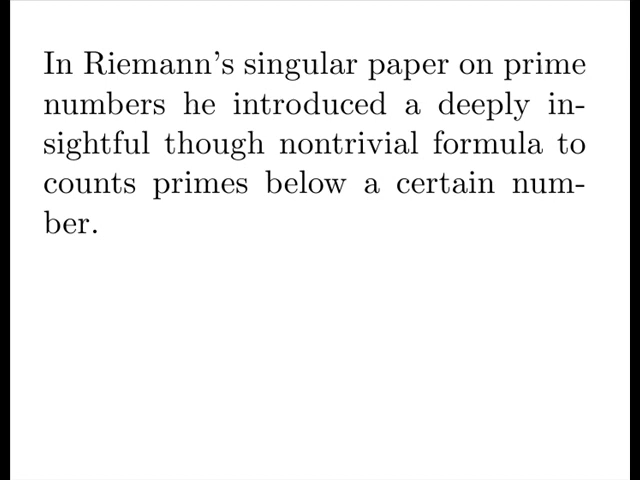 In Riemann's singular paper on prime
numbers he introduced a deeply in-
sightful though nontrivial formula to
counts primes below a certain num-
ber.